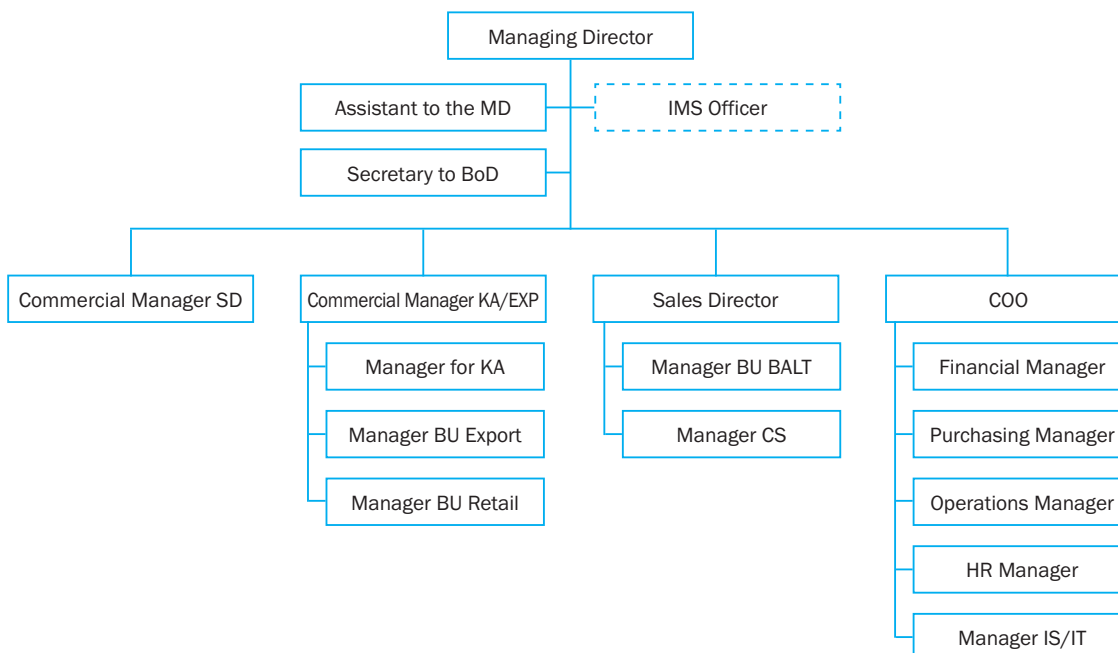 Managing Director
Assistant to the MD
IMS Officer
Secretary to BoD
Commercial Manager SD
Commercial Manager KA/EXP
Sales Director
COO
Manager for KA
Manager BU BALT
Financial Manager
Manager BU Export
Manager CS
Purchasing Manager
Manager BU Retail
Operations Manager
HR Manager
Manager IS/IT